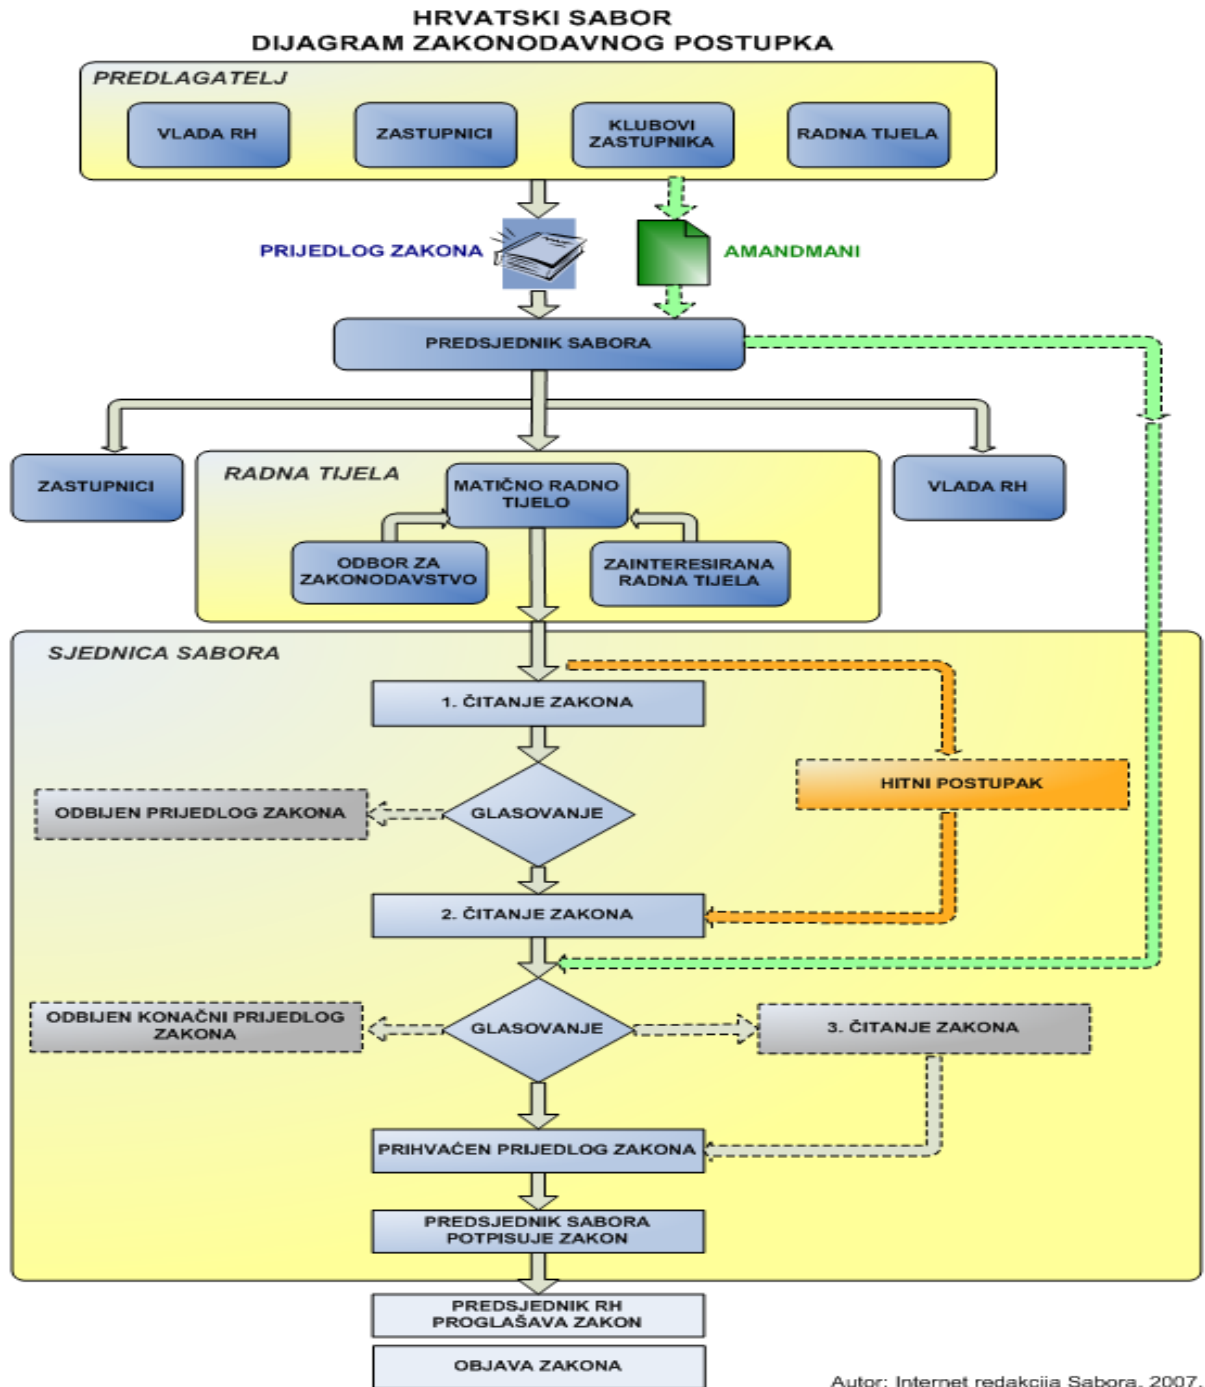 HRVATSKI SABOR
DIJAGRAM ZAKONODAVNOG POSTUPKA
PREDLAGATELJ
VLADA RH
ZASTUPNICI
KLUBOVI
ZASTUPNIKA
RADNA TIJELA
PRIJEDLOG ZAKONA
AMANDMANI
PREDSJEDNIK SABORA
ZASTUPNICI
RADNA TIJELA
MATIČNO RADNO
TIJELO
VLADA RH
ODBOR ZA
ZAKONODAVSTVO
ZAINTERESIRANA
RADNA TIJELA
SJEDNICA SABORA
1. ČITANJE ZAKONA
HITNI POSTUPAK
ODBIJEN PRIJEDLOG ZAKONA
GLASOVANJE
2. ČITANJE ZAKONA
ODBIJEN KONAČNI PRIJEDLOG
ZAKONA
GLASOVANJE
3. ČITANJE ZAKONA
PRIHVAĆEN PRIJEDLOG ZAKONA
PREDSJEDNIK SABORA
POTPISUJE ZAKON
PREDSJEDNIK RH
PROGLAŠAVA ZAKON
OBJAVA ZAKONA
Autor: Internet redakcija Sabora, 2007.